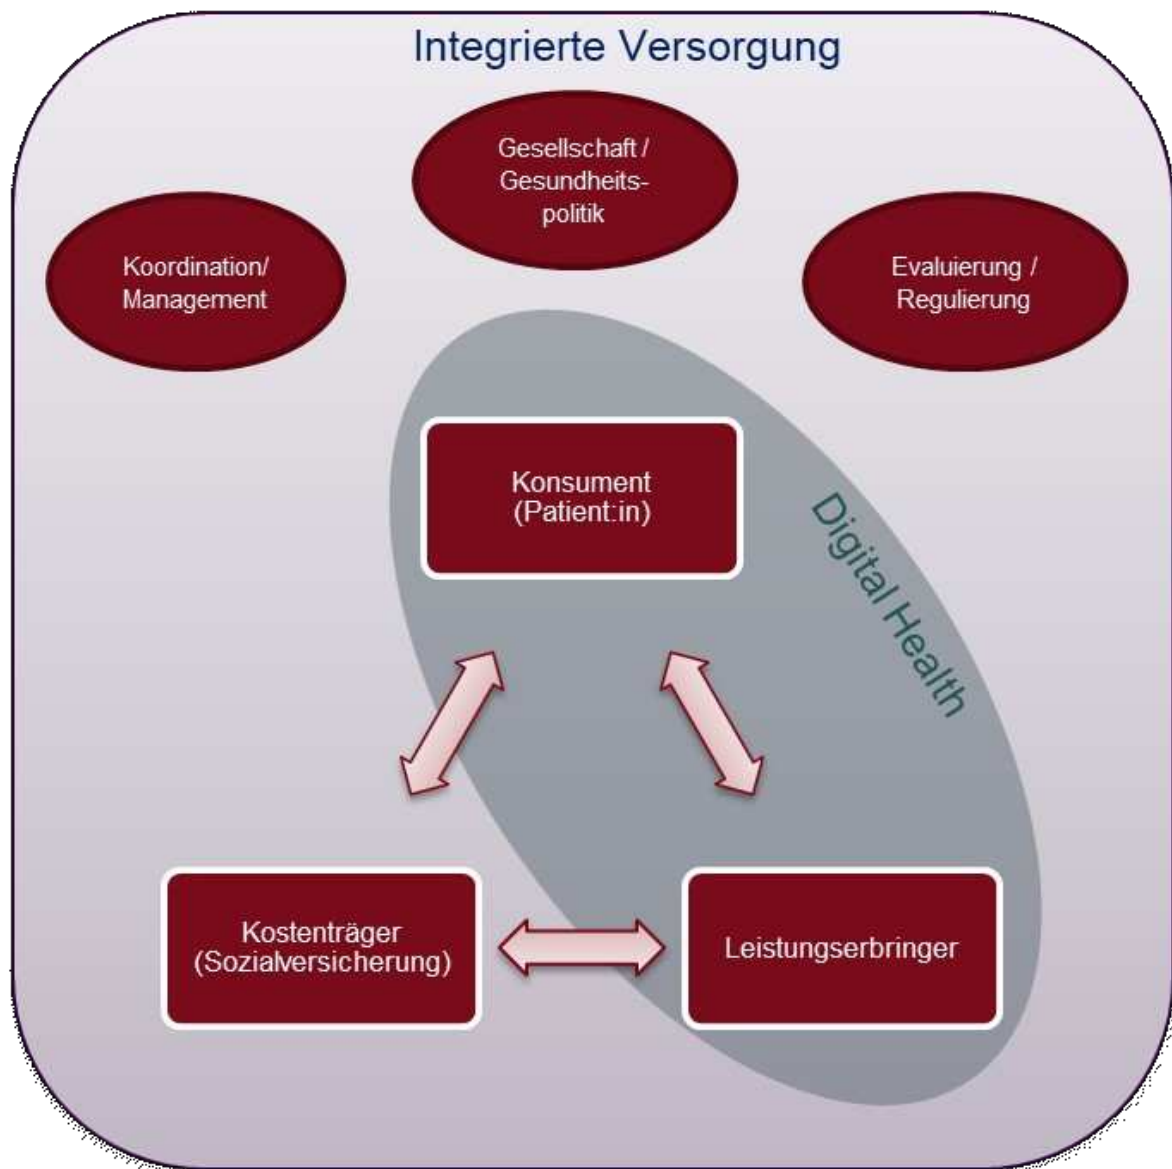 Integrierte Versorgung
Gesellschaft /
Gesundheits-
politik
Koordination/
Management
Evaluierung /
Regulierung
Konsument
(Patient:in)
Digital Health
Kostenträger
(Sozialversicherung)
Leistungserbringer